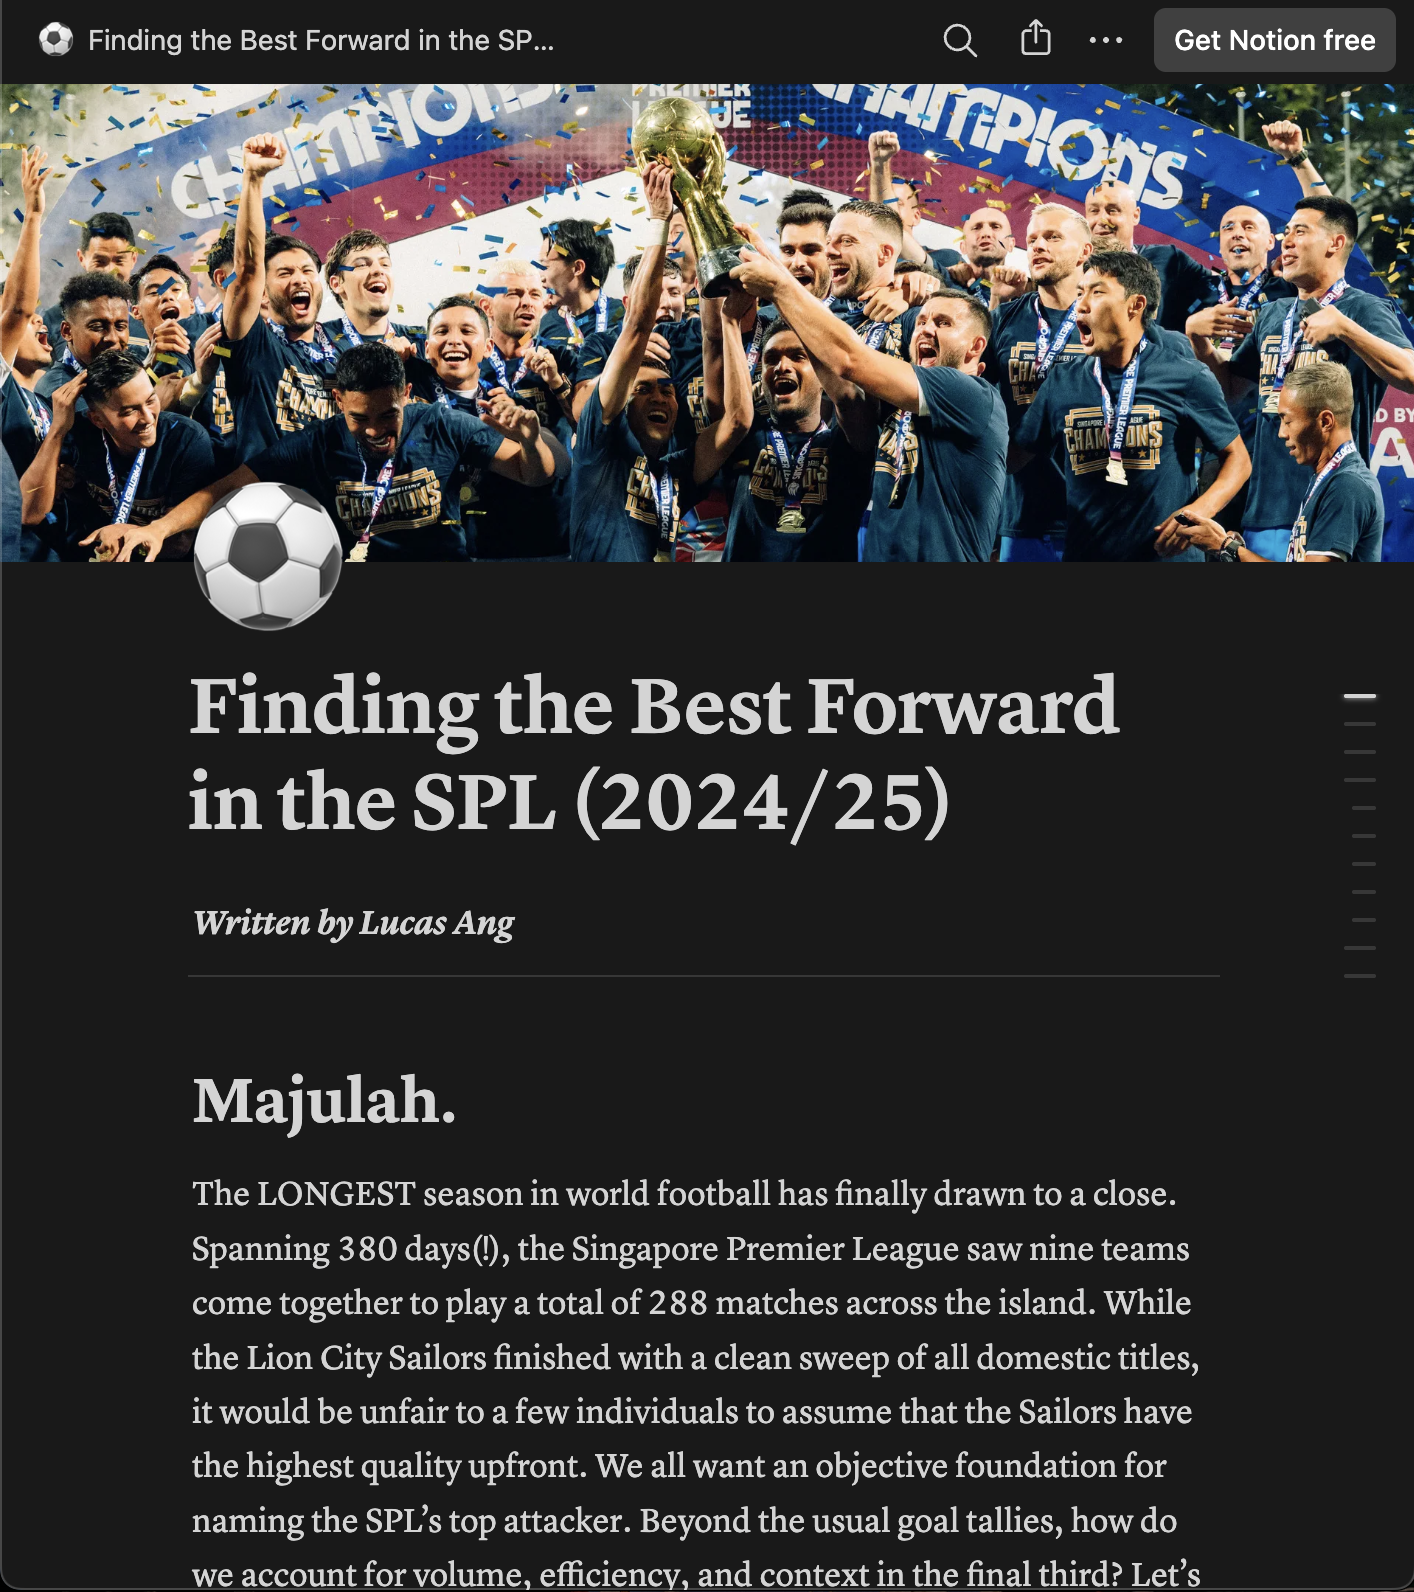 Finding the Best Forward in the SP...
Get Notion free
CHAMPIONS
PREMIER
LEAGUE
CHAMPIONS
D BY
A
CHAMPIONS
CHAMPIONS
Finding the Best Forward
in the SPL (2024/25)
Written by Lucas Ang
Majulah.
The LONGEST season in world football has finally drawn to a close.
Spanning 380 days(!), the Singapore Premier League saw nine teams
come together to play a total of 288 matches across the island. While
the Lion City Sailors finished with a clean sweep of all domestic titles,
it would be unfair to a few individuals to assume that the Sailors have
the highest quality upfront. We all want an objective foundation for
naming the SPL’s top attacker. Beyond the usual goal tallies, how do
we account for volume, efficiency, and context in the final third? Let’s